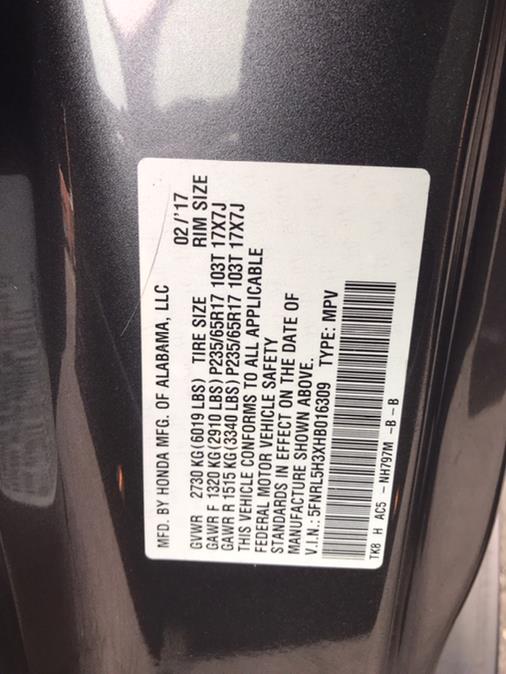 MFD. BY HONDA MFG. OF ALABAMA, LLC 02/'17
GVWR 2730 KG(6019 LBS) TIRE SIZE RIM SIZE
GAWR F 1320 KG(2910 LBS) P235/65R17 103T 17X7J
GAWR R 1515 KG(3340 LBS) P235/65R17 103T 17X7J
THIS VEHICLE CONFORMS TO ALL APPLICABLE
FEDERAL MOTOR VEHICLE SAFETY
STANDARDS IN EFFECT ON THE DATE OF
MANUFACTURE SHOWN ABOVE.
V.I.N.: 5FNRL5H3XHB016309 TYPE: MPV
TK8 H AC5 - NH797M -B-B